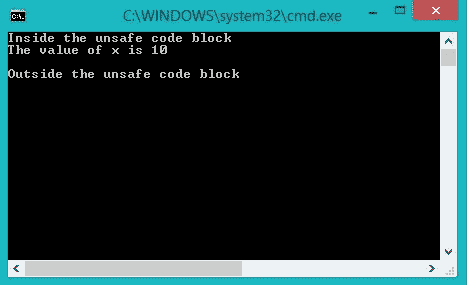 C:\WINDOWS\system32\cmd.exe
Inside the unsafe code block
The value of x is 10
Outside the unsafe code block